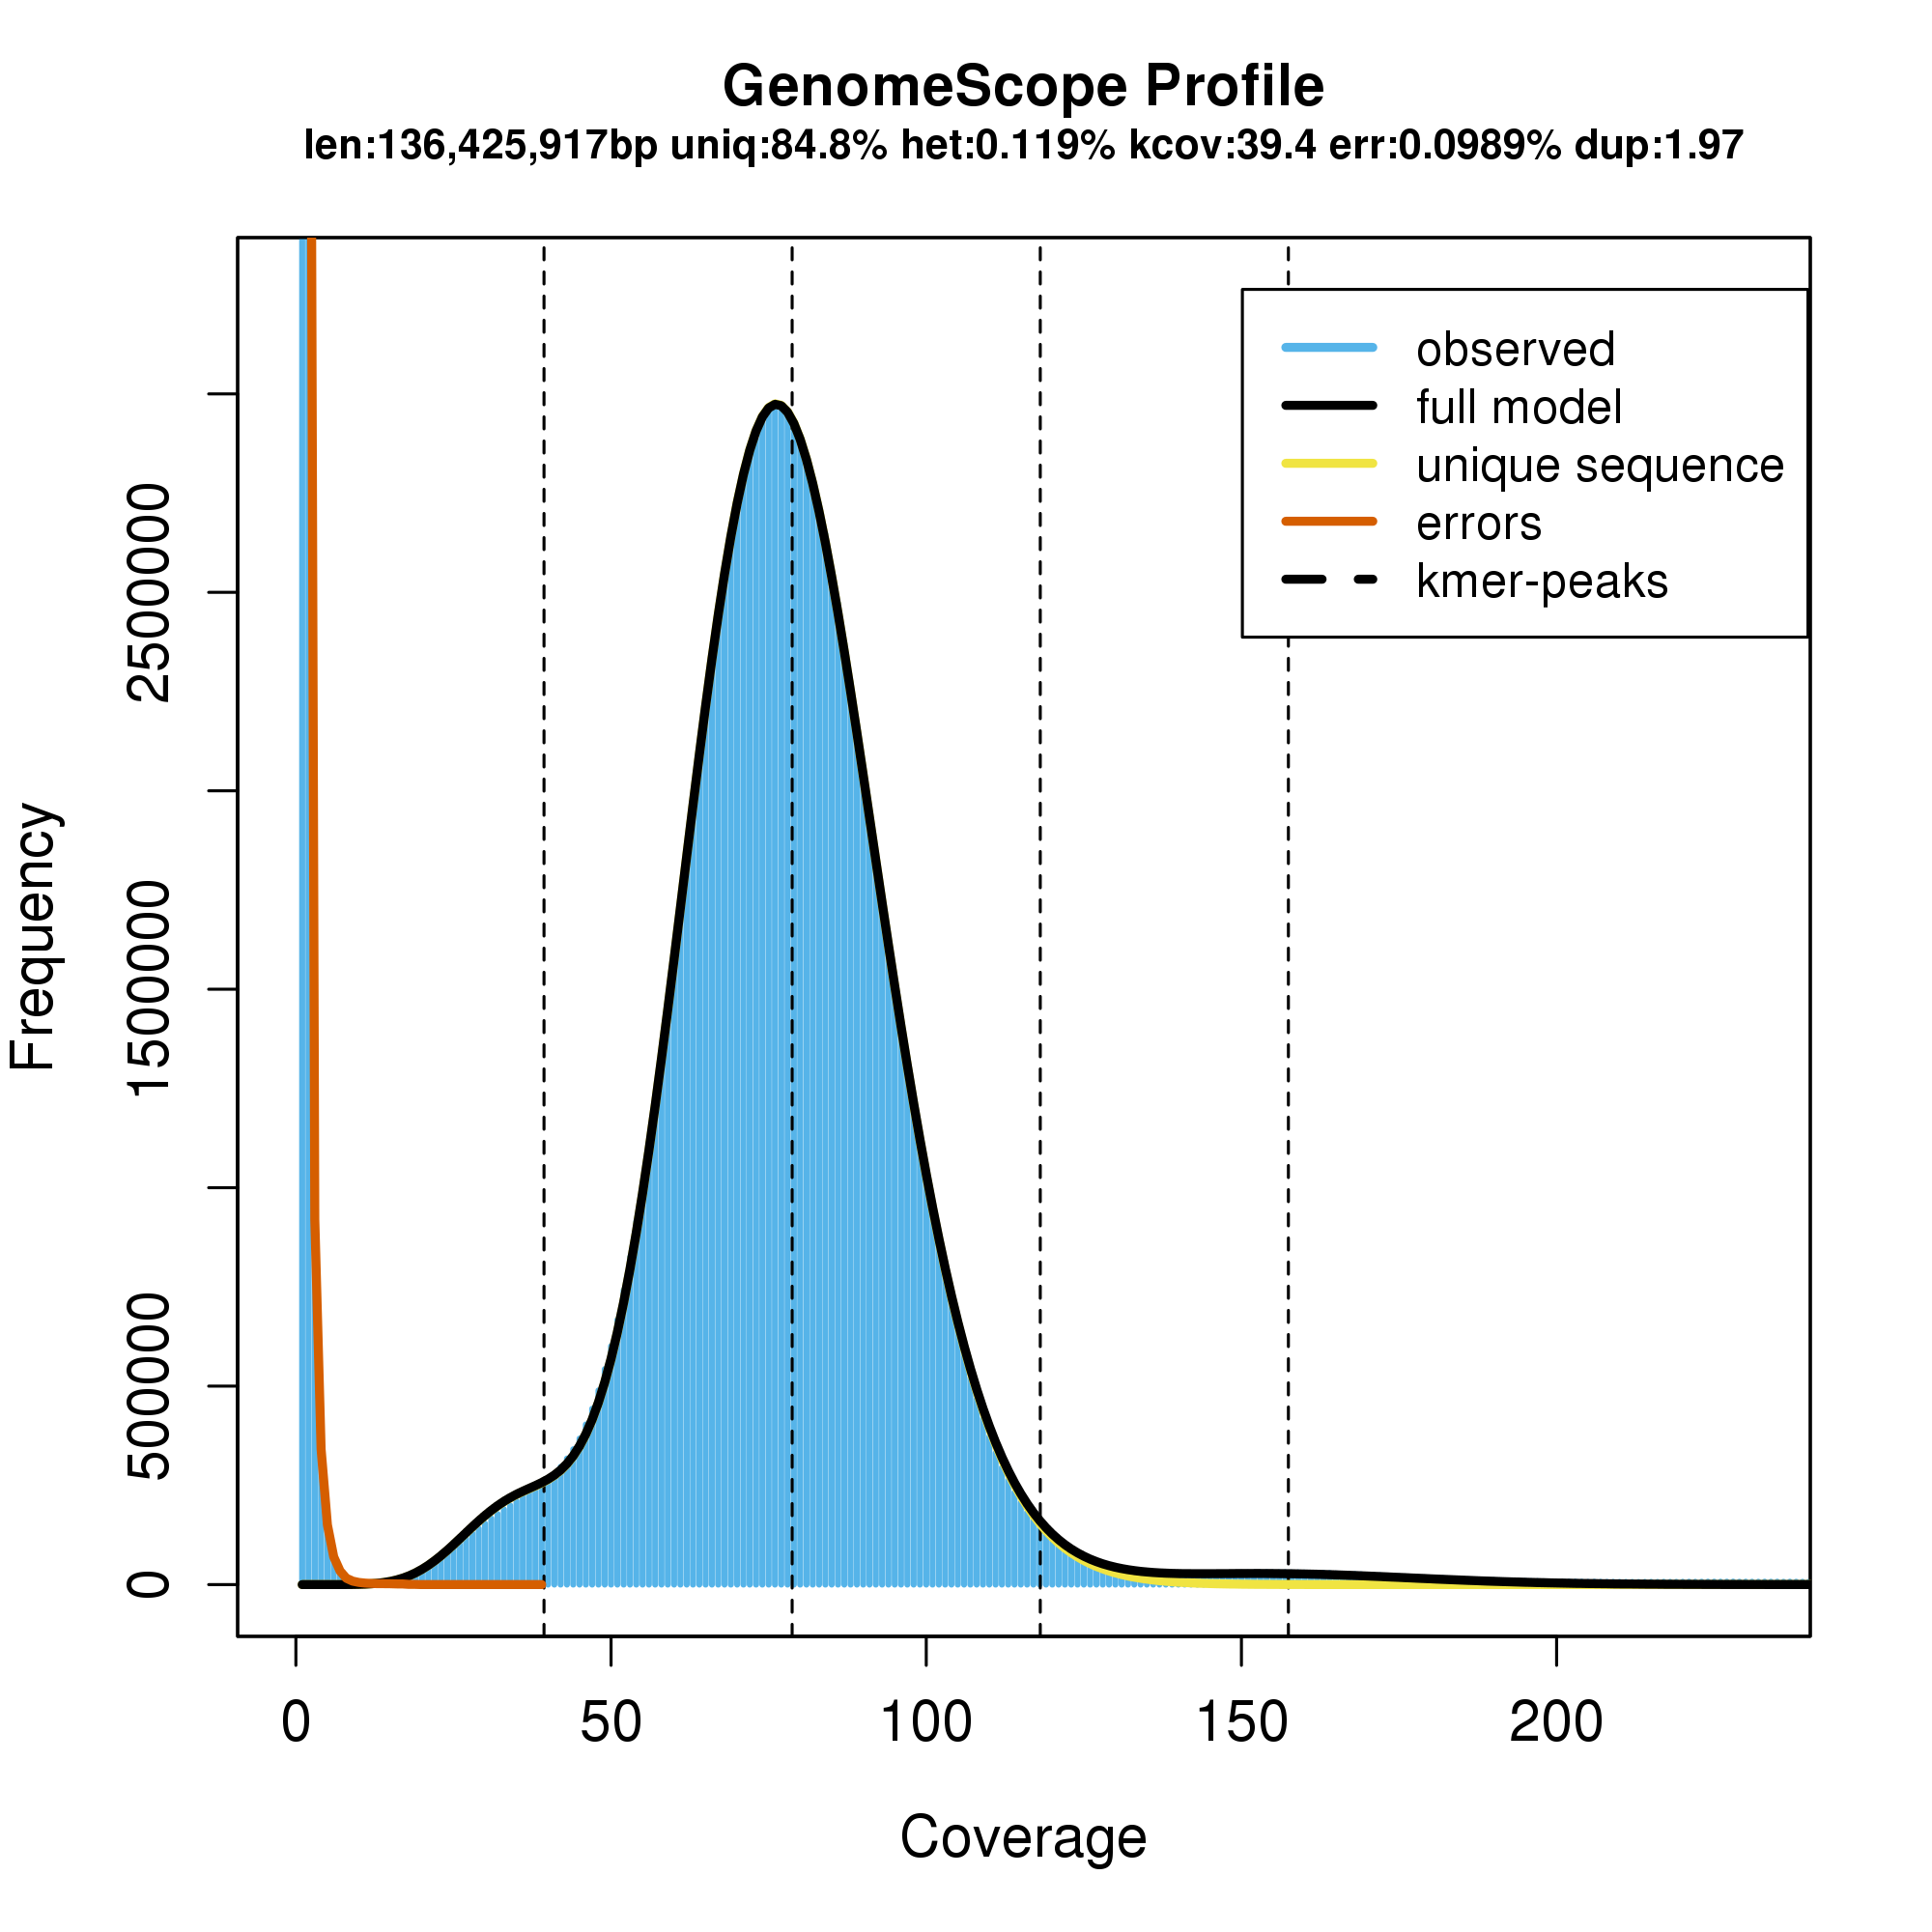 GenomeScope Profile
len:136,425,917bp uniq:84.8% het:0.119% kcov:39.4 err:0.0989% dup:1.97
observed
full model
unique sequence
errors
kmer-peaks
Frequency
2500000
1500000
500000
0
0 50 100 150 200
Coverage